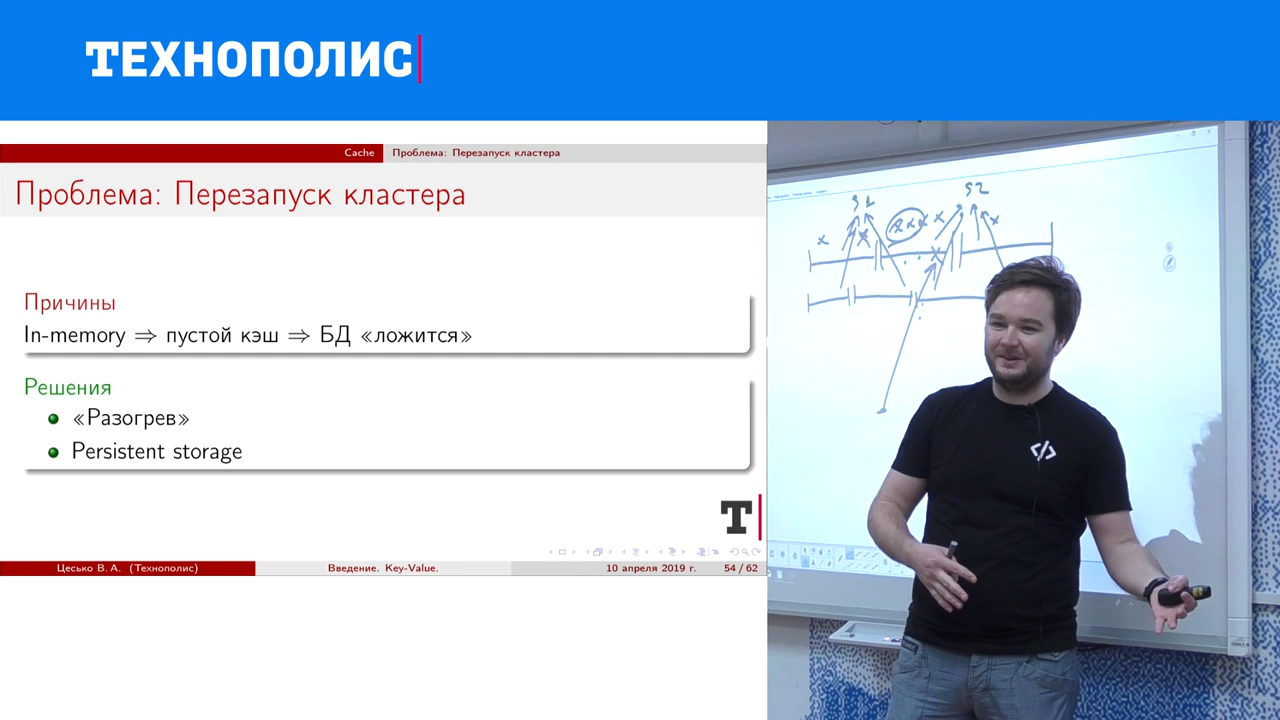 ТЕХНОПОЛИС
Cache
Проблема: Перезапуск кластера
Проблема: Перезапуск кластера
Причины
In-memory ⇒ пустой кэш ⇒ БД «ложится»
Решения
«Разогрев»
Persistent storage
Т
Цесько В. А. (Технополис)
Введение. Key-Value.
10 апреля 2019 г.
54 / 62
S2